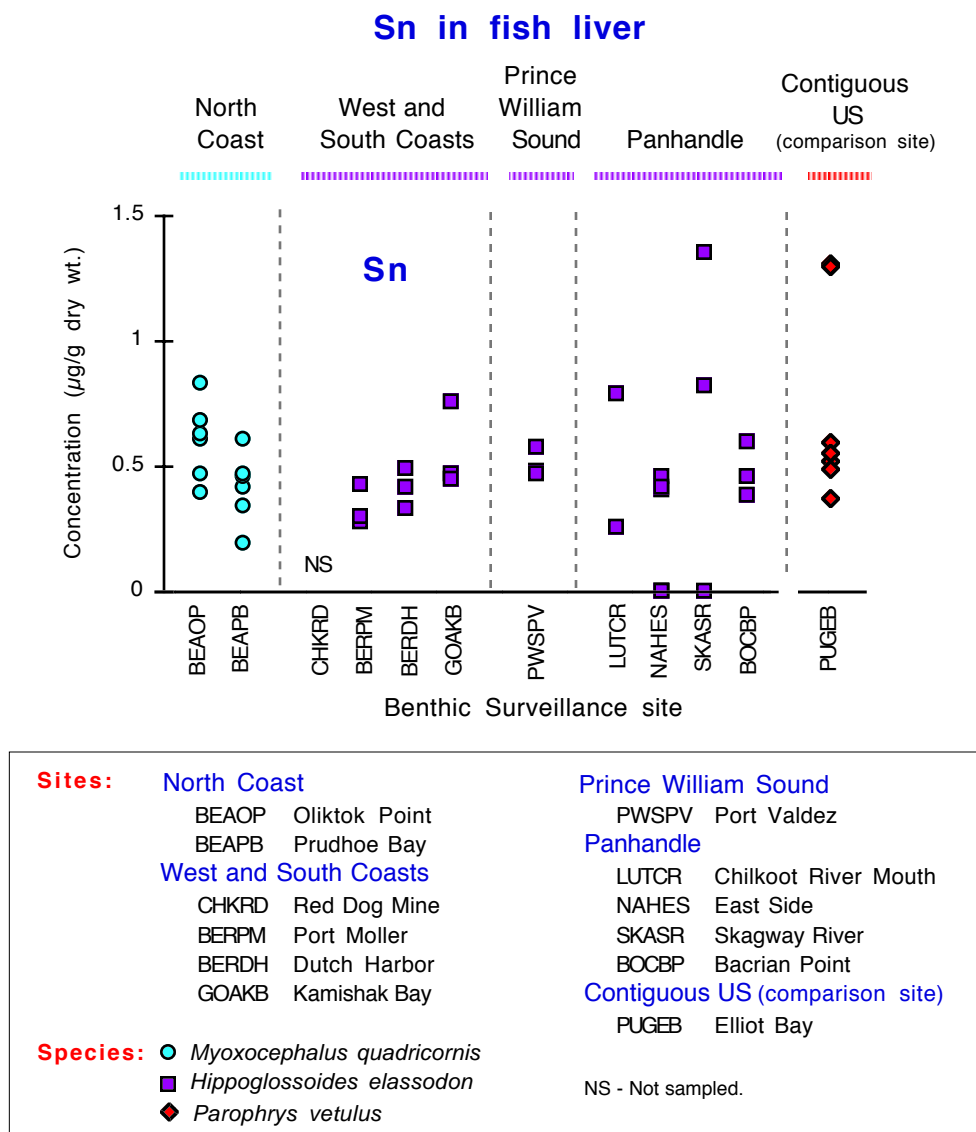 Sn in fish liver
North
Coast
West and
South Coasts
Prince
William
Sound
Panhandle
Contiguous
US
(comparison site)
Sn
Concentration (µg/g dry wt.)
1.5
1
0.5
0
NS
BEAOP
BEAPB
CHKRD
BERPM
BERDH
GOAKB
PWSPV
LUTCR
NAHES
SKASR
BOCBP
PUGEB
Benthic Surveillance site
Sites:
North Coast
BEAOP Oliktok Point
BEAPB Prudhoe Bay
West and South Coasts
CHKRD Red Dog Mine
BERPM Port Moller
BERDH Dutch Harbor
GOAKB Kamishak Bay
Prince William Sound
PWSPV Port Valdez
Panhandle
LUTCR Chilkoot River Mouth
NAHES East Side
SKASR Skagway River
BOCBP Bacrian Point
Contiguous US (comparison site)
PUGEB Elliot Bay
Species:
Myoxocephalus quadricornis
Hippoglossoides elassodon
Parophrys vetulus
NS - Not sampled.